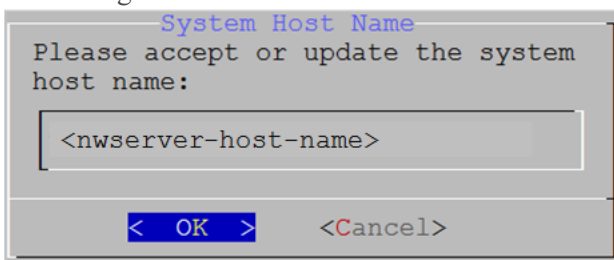 System Host Name
Please accept or update the system
host name:
<nwserver-host-name>
< OK > <Cancel>